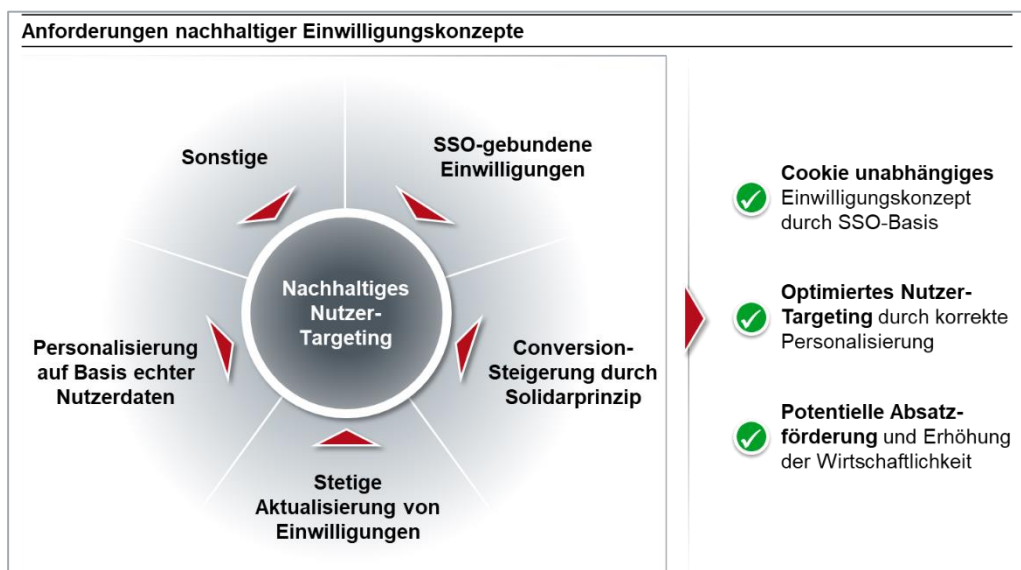 Anforderungen nachhaltiger Einwilligungskonzepte
Sonstige
SSO-gebundene
Einwilligungen
Nachhaltiges
Nutzer-
Targeting
Personalisierung
auf Basis echter
Nutzerdaten
Conversion-
Steigerung durch
Solidarprinzip
Stetige
Aktualisierung von
Einwilligungen
Cookie unabhängiges
Einwilligungskonzept
durch SSO-Basis
Optimiertes Nutzer-
Targeting durch korrekte
Personalisierung
Potentielle Absatz-
förderung und Erhöhung
der Wirtschaftlichkeit